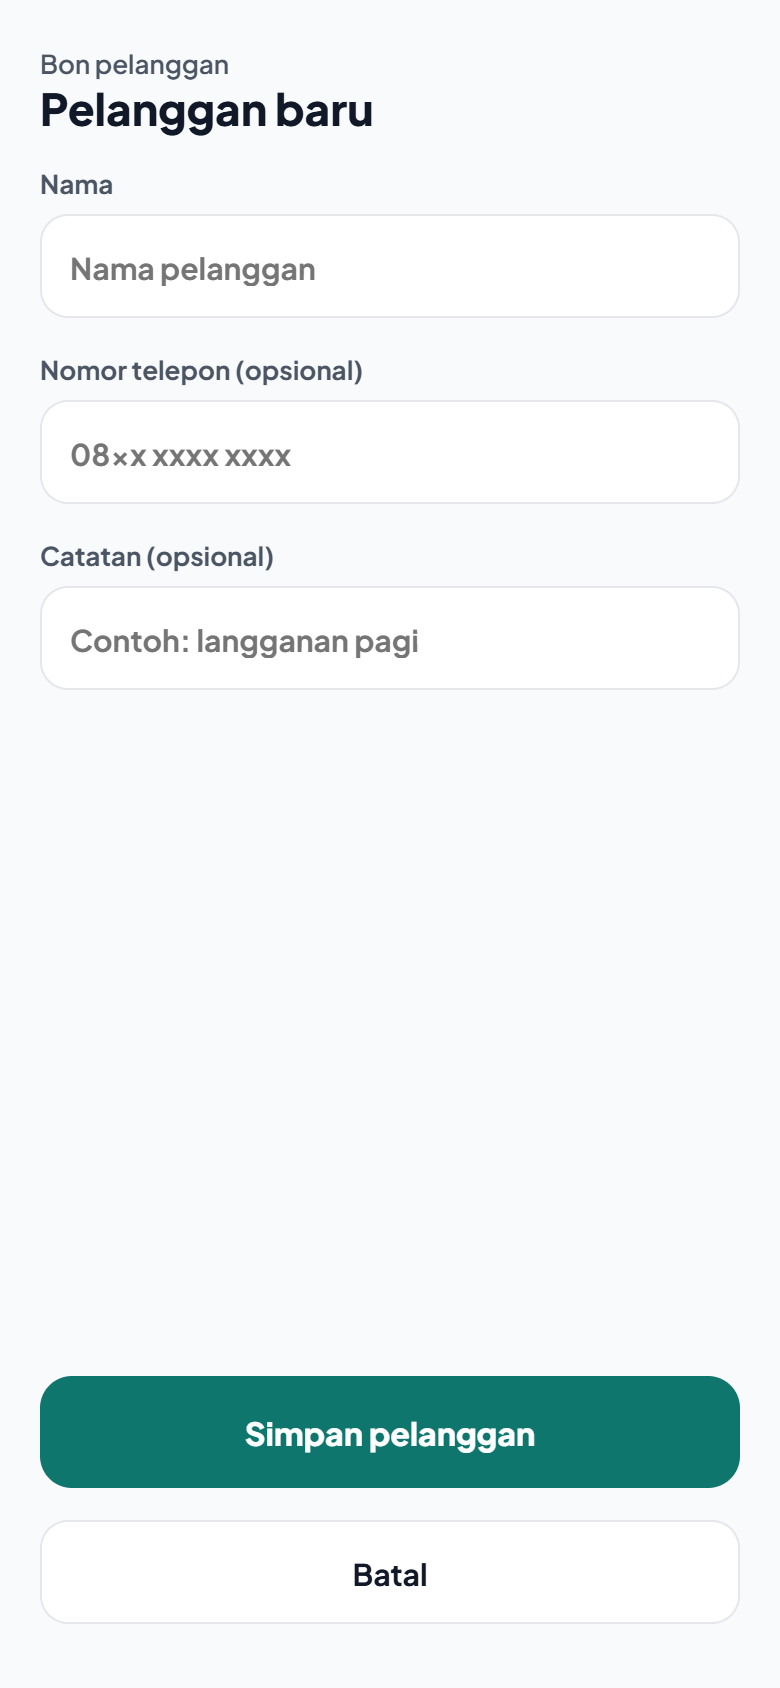 Bon pelanggan
Pelanggan baru
Nama
Nama pelanggan
Nomor telepon (opsional)
08×x xxxx xxxx
Catatan (opsional)
Contoh: langganan pagi
Simpan pelanggan
Batal